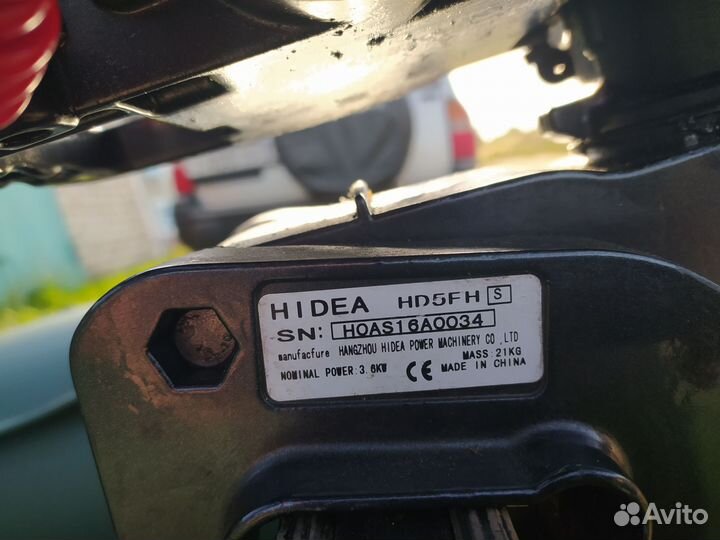 HIDEA HD5FH S
SN: HOAS16A0034
manufacfure HANGZHOU HIDEA POWER MACHINERY CO ,LTD
MASS:21KG
NOMINAL POWER:3.6KW CE MADE IN CHINA
Avito